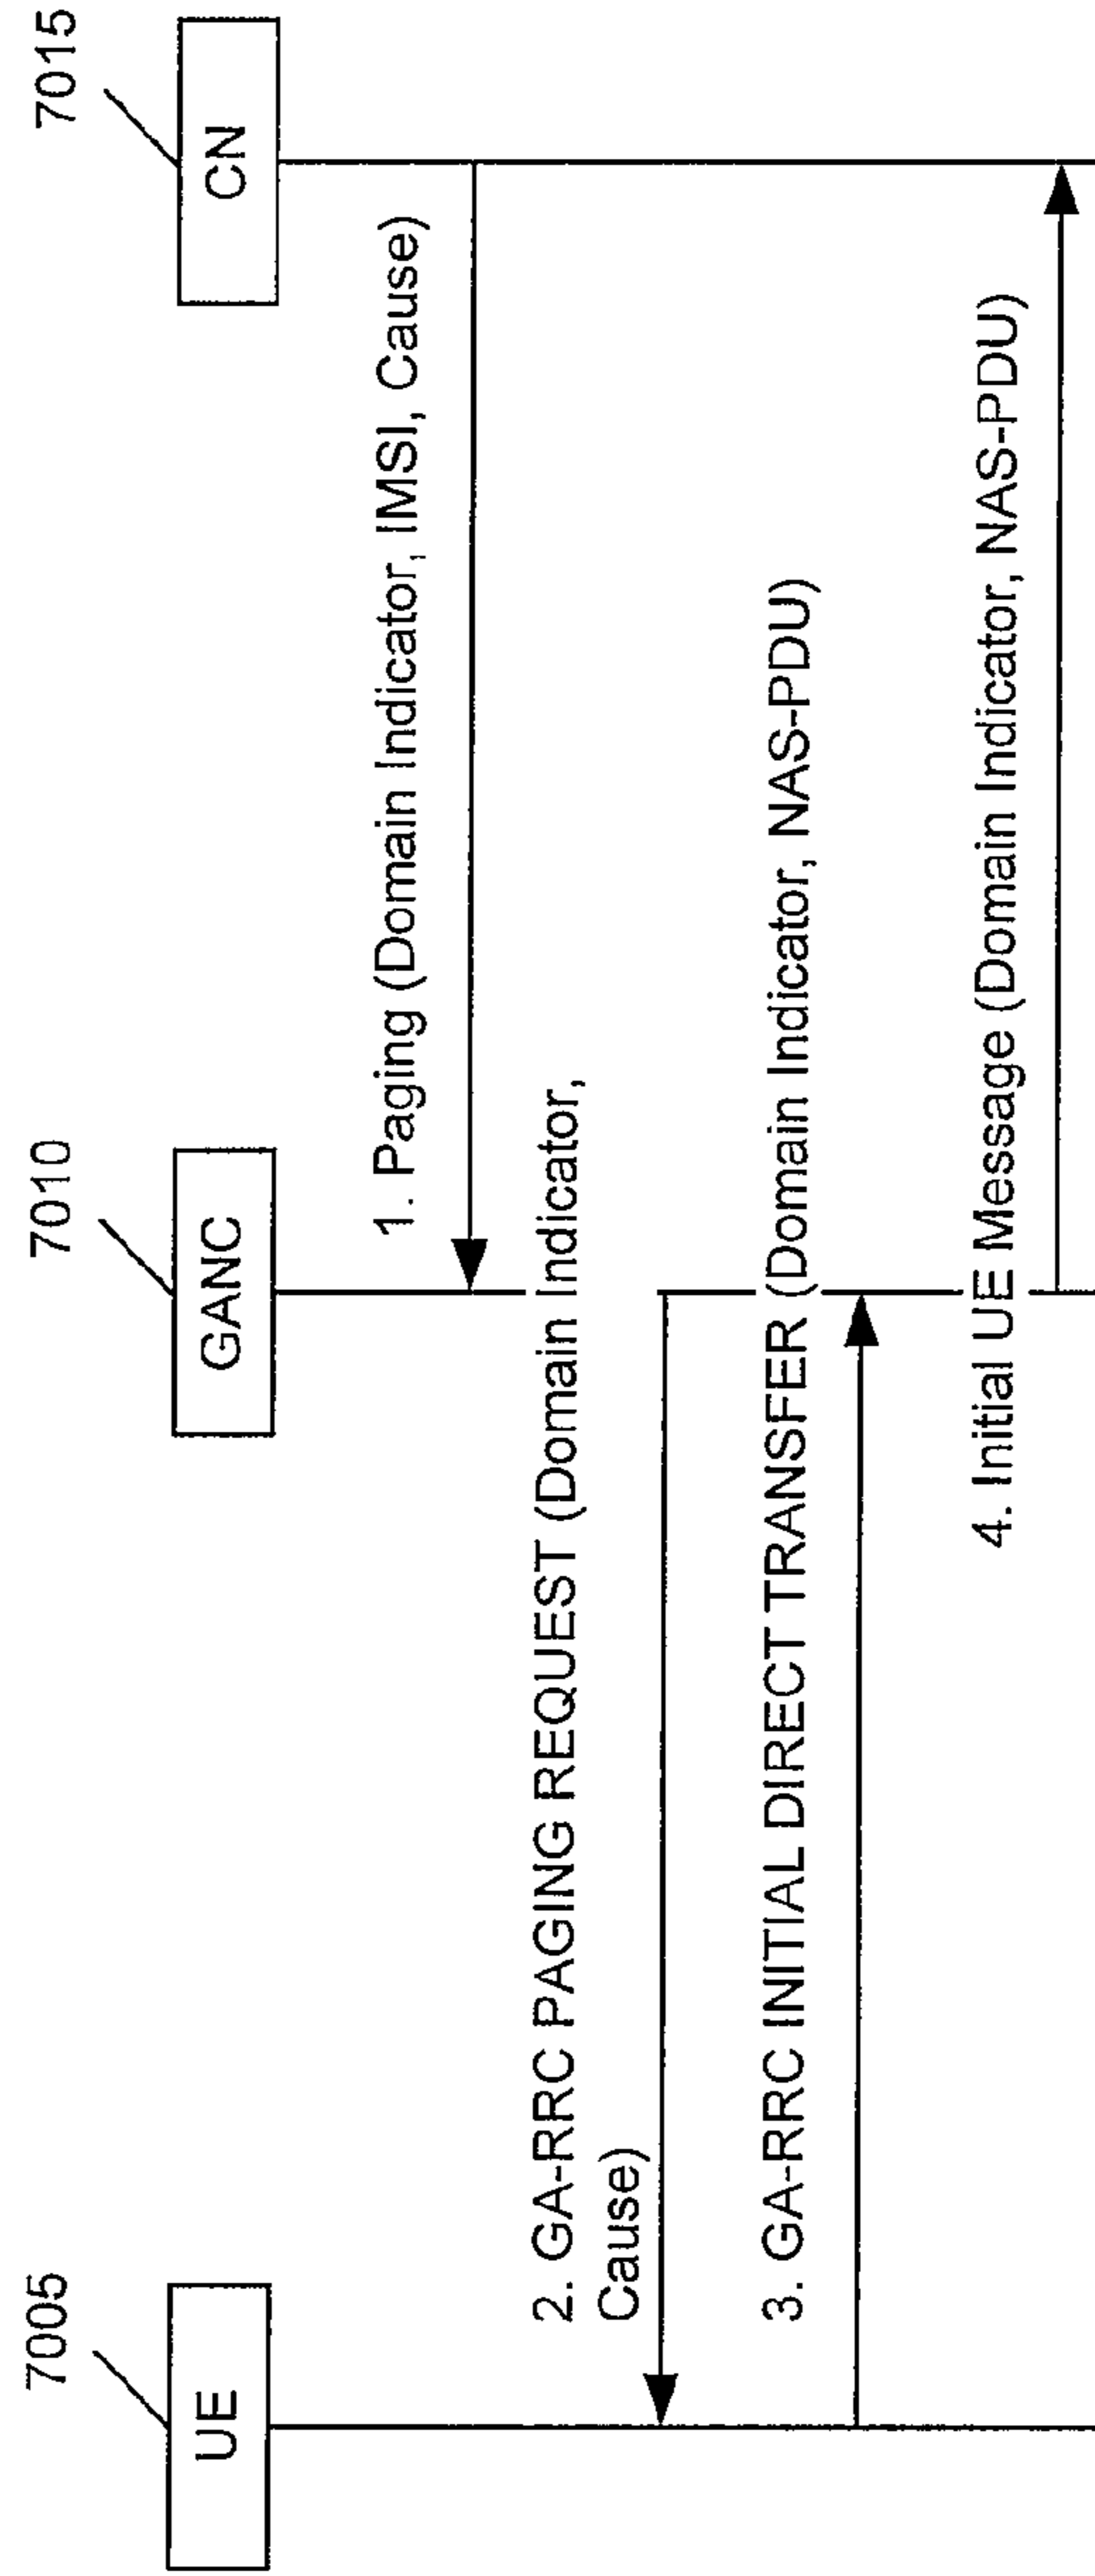 7005
7010
7015
UE
GANC
CN
1. Paging (Domain Indicator, IMSI, Cause)
2. GA-RRC PAGING REQUEST (Domain Indicator,
Cause)
3. GA-RRC INITIAL DIRECT TRANSFER (Domain Indicator, NAS-PDU)
4. Initial UE Message (Domain Indicator, NAS-PDU)